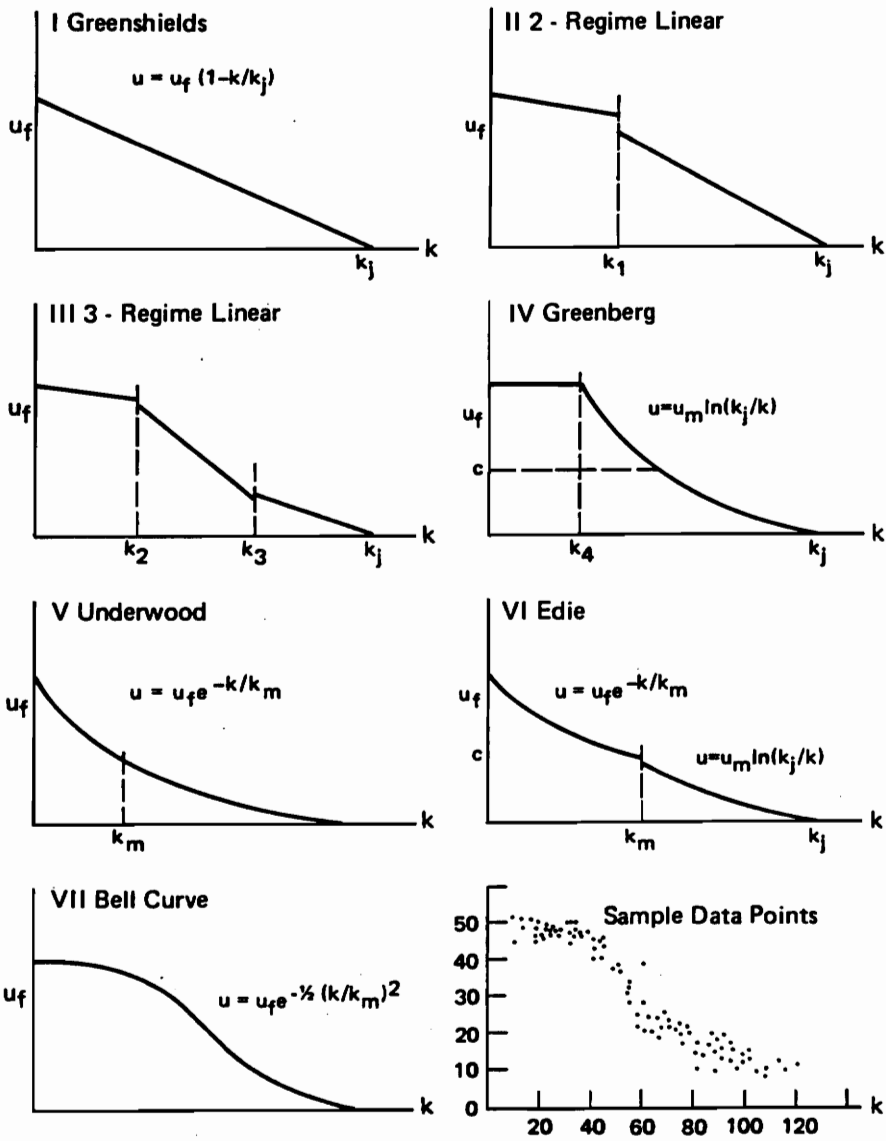 I Greenshields
u = u_f (1-k/k_j)
u_f
k_j
k
II 2 - Regime Linear
u_f
k_1
k_j
k
III 3 - Regime Linear
u_f
k_2
k_3
k_j
k
IV Greenberg
u=u_m ln(k_j/k)
u_f
c
k_4
k_j
k
V Underwood
u = u_f e^-k/k_m
u_f
k_m
k
VI Edie
u = u_f e^-k/k_m
u_f
c
u=u_m ln(k_j/k)
k_m
k_j
k
VII Bell Curve
u_f
u = u_f e^-½ (k/k_m)^2
k
Sample Data Points
50
40
30
20
10
0
20 40 60 80 100 120
k